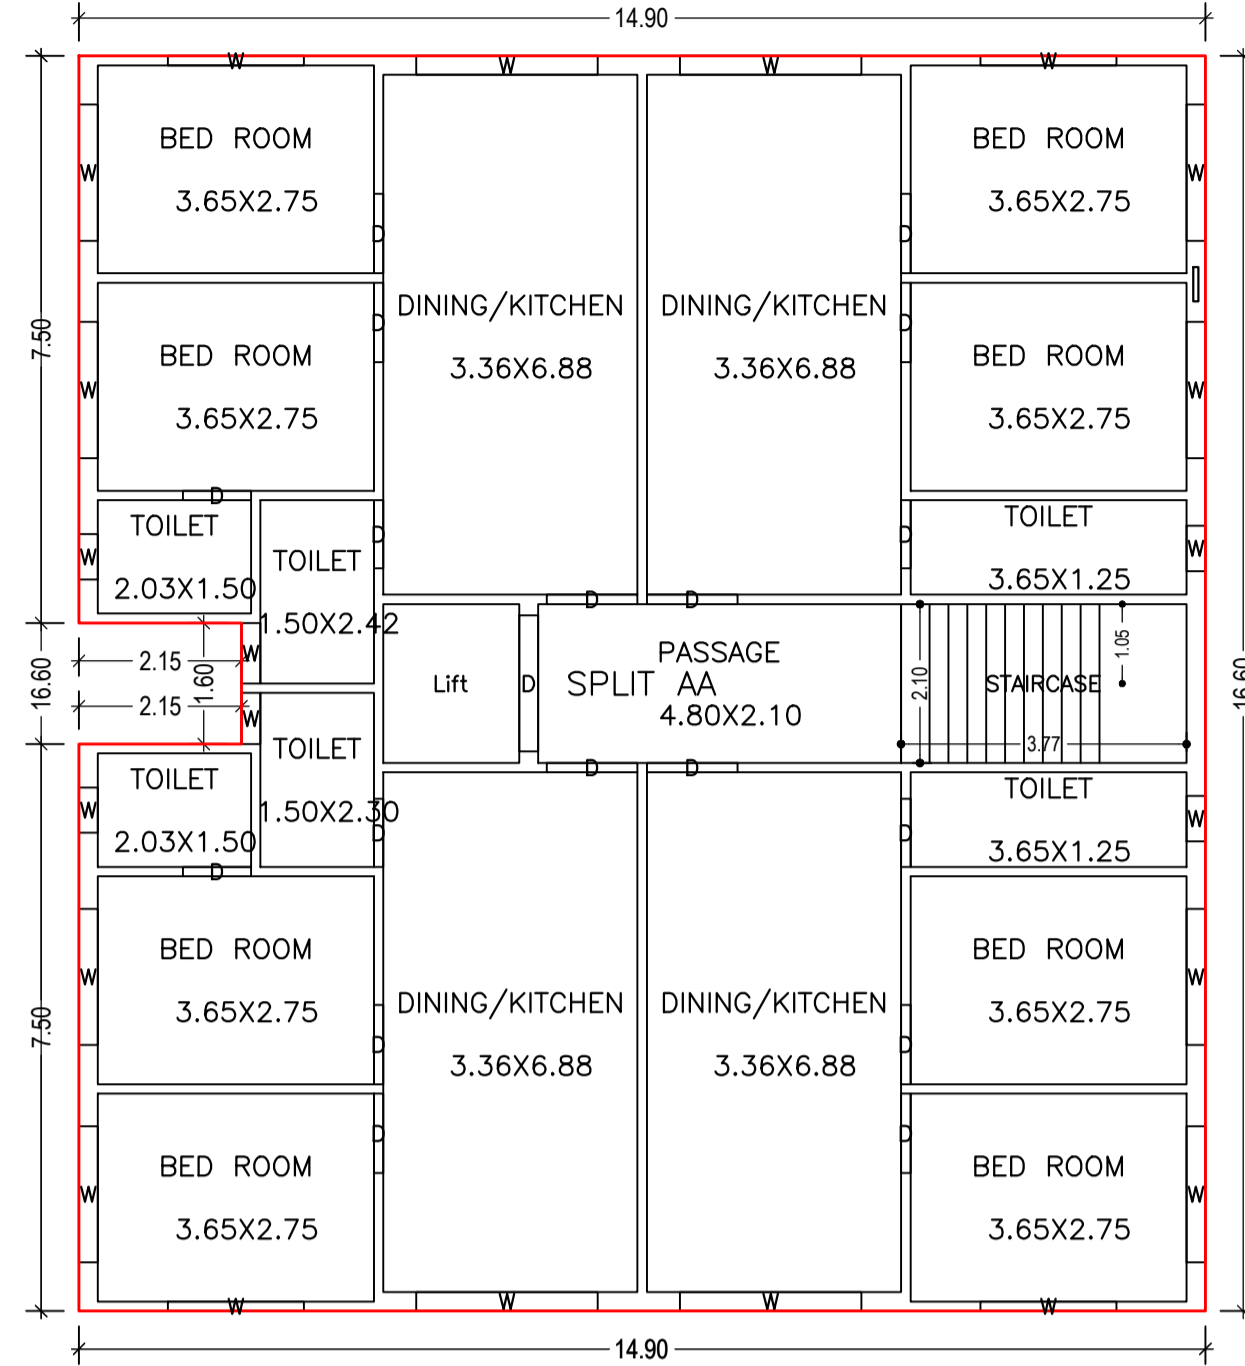 14.90
W
W
W
W
BED ROOM
3.65X2.75
BED ROOM
3.65X2.75
W
W
D
D
DINING/KITCHEN
3.36X6.88
DINING/KITCHEN
3.36X6.88
7.50
D
D
BED ROOM
3.65X2.75
BED ROOM
3.65X2.75
W
W
D
TOILET
2.03X1.50
W
TOILET
1.50X2.42
D
D
TOILET
3.65X1.25
W
D
D
16.60
2.15
2.15
1.60
W
W
Lift
D
PASSAGE
SPLIT AA
4.80X2.10
2.10
STAIRCASE
1.05
3.77
16.60
D
D
TOILET
2.03X1.50
W
TOILET
1.50X2.30
D
D
TOILET
3.65X1.25
W
D
BED ROOM
3.65X2.75
BED ROOM
3.65X2.75
W
W
DINING/KITCHEN
3.36X6.88
DINING/KITCHEN
3.36X6.88
7.50
D
D
D
D
BED ROOM
3.65X2.75
BED ROOM
3.65X2.75
W
W
W
W
W
W
14.90